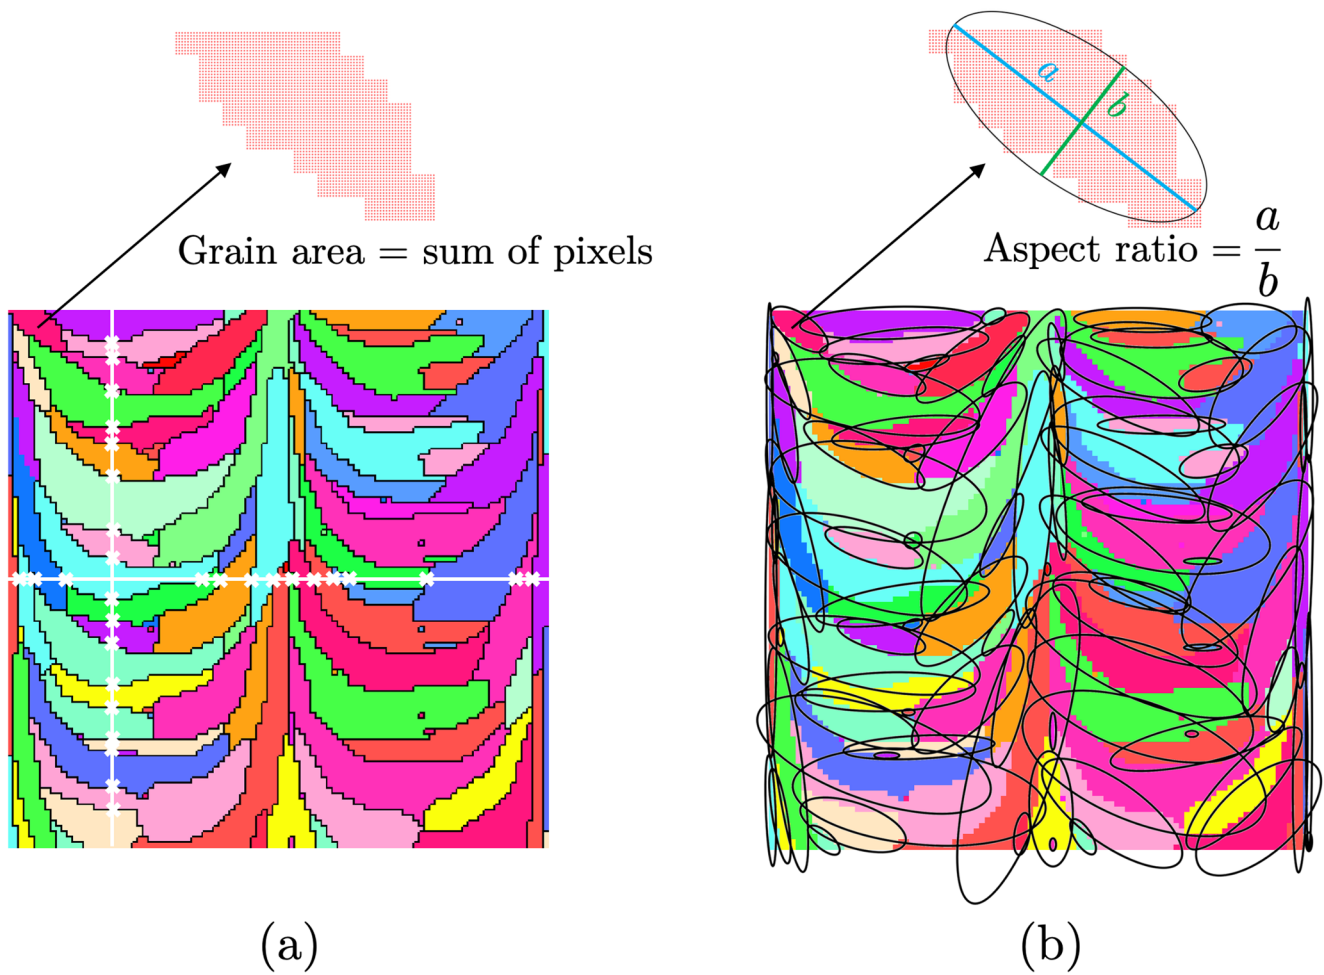 Grain area = sum of pixels
a
b
Aspect ratio = a/b
(a)
(b)